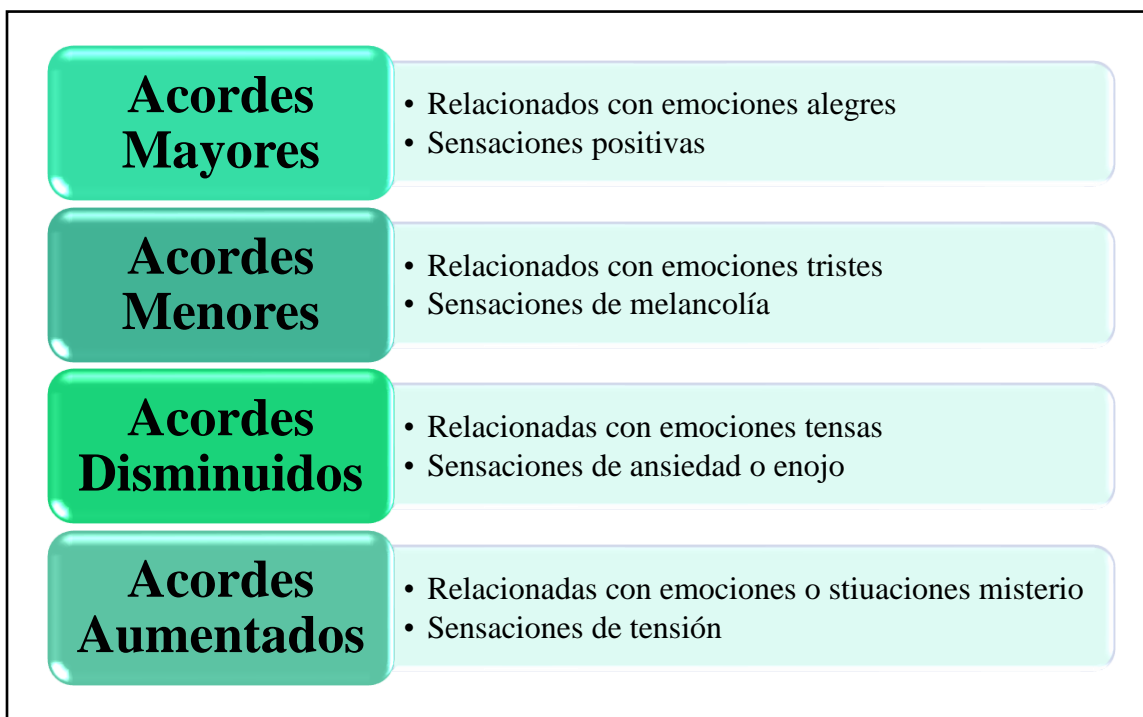 Acordes
Mayores
• Relacionados con emociones alegres
• Sensaciones positivas
Acordes
Menores
• Relacionados con emociones tristes
• Sensaciones de melancolía
Acordes
Disminuidos
• Relacionadas con emociones tensas
• Sensaciones de ansiedad o enojo
Acordes
Aumentados
• Relacionadas con emociones o stiuaciones misterio
• Sensaciones de tensión